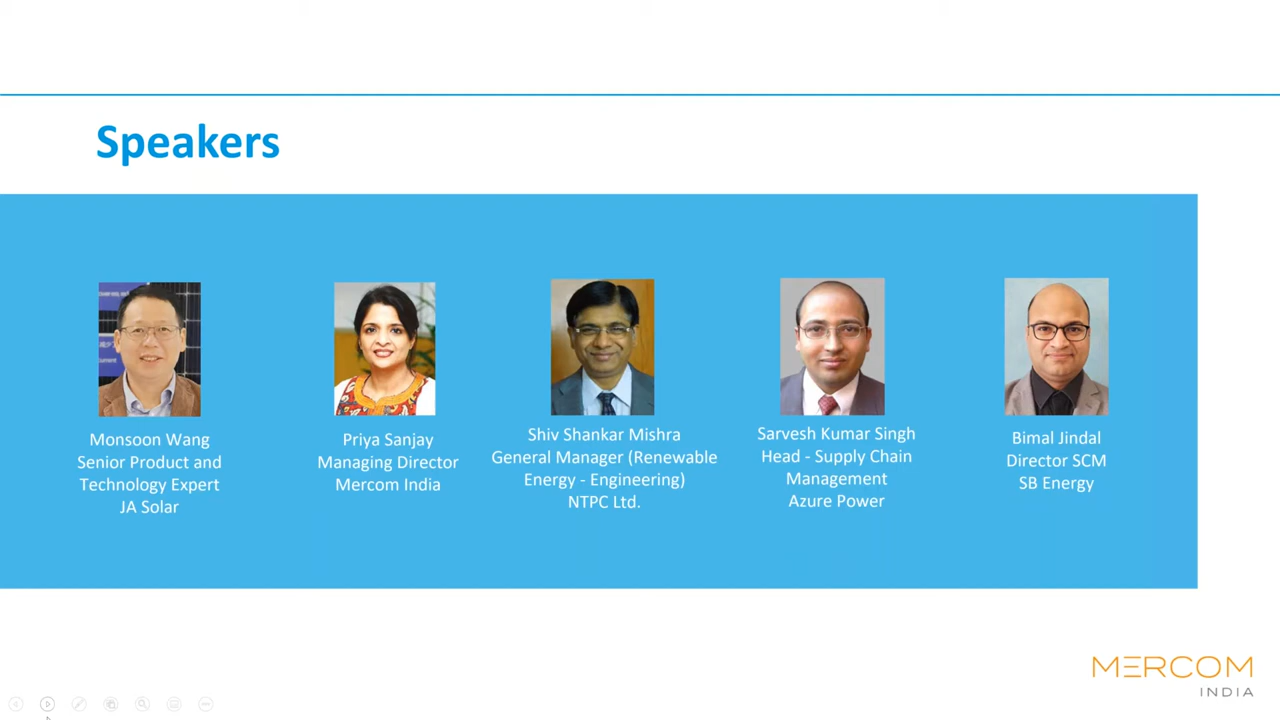 Speakers
Monsoon Wang
Senior Product and
Technology Expert
JA Solar
Priya Sanjay
Managing Director
Mercom India
Shiv Shankar Mishra
General Manager (Renewable
Energy - Engineering)
NTPC Ltd.
Sarvesh Kumar Singh
Head - Supply Chain
Management
Azure Power
Bimal Jindal
Director SCM
SB Energy
MERCOM
INDIA